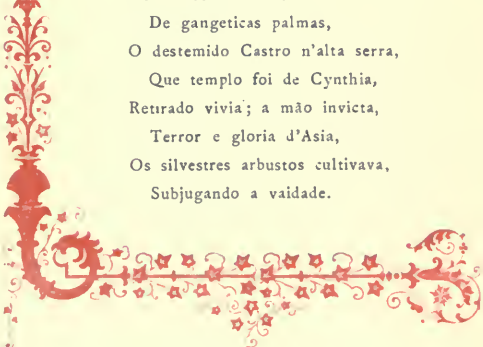 De gangeticas palmas,
O destemido Castro n'alta serra,
Que templo foi de Cynthia,
Retirado vivia; a mão invicta,
Terror e gloria d'Asia,
Os silvestres arbustos cultivava,
Subjugando a vaidade.